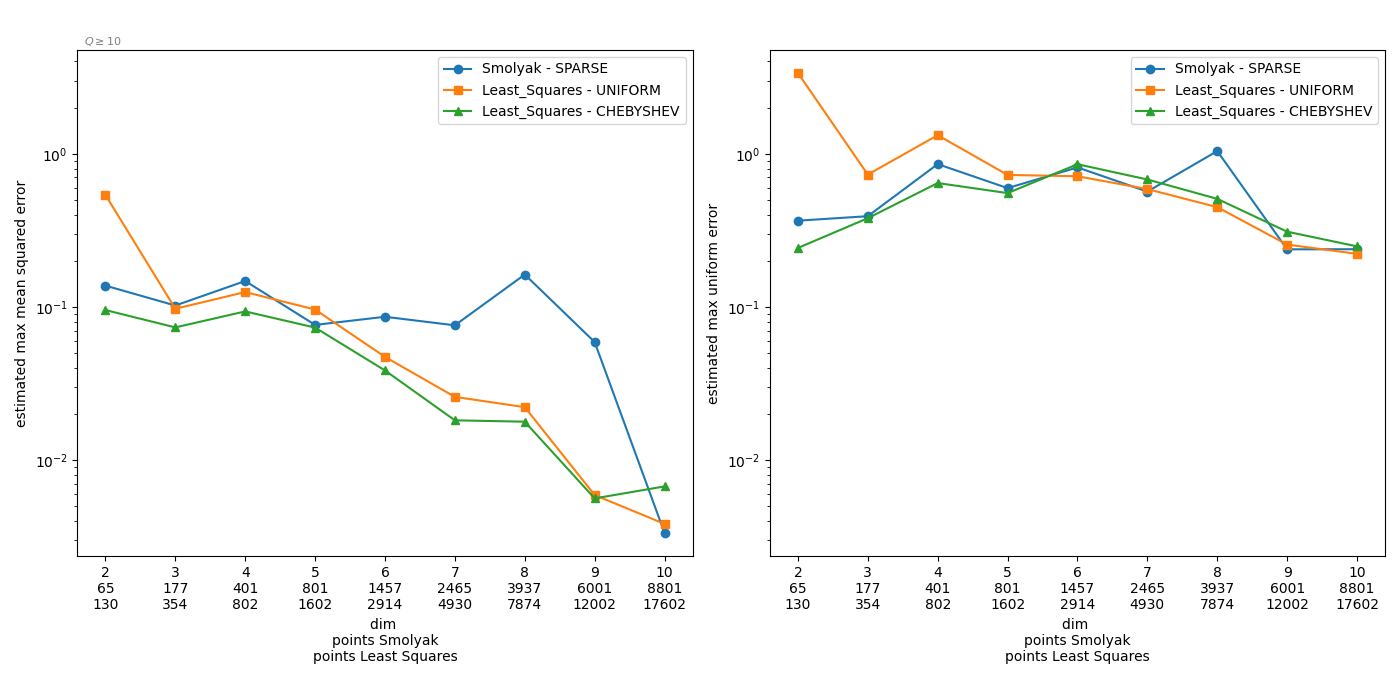 Q ≥ 10
Smolyak - SPARSE
Least_Squares - UNIFORM
Least_Squares - CHEBYSHEV
estimated max mean squared error
10⁰
10⁻¹
10⁻²
2 3 4 5 6 7 8 9 10
65 177 401 801 1457 2465 3937 6001 8801
130 354 802 1602 2914 4930 7874 12002 17602
dim
points Smolyak
points Least Squares
Smolyak - SPARSE
Least_Squares - UNIFORM
Least_Squares - CHEBYSHEV
estimated max uniform error
10⁰
10⁻¹
10⁻²
2 3 4 5 6 7 8 9 10
65 177 401 801 1457 2465 3937 6001 8801
130 354 802 1602 2914 4930 7874 12002 17602
dim
points Smolyak
points Least Squares